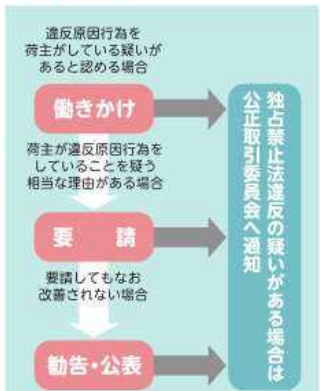 違反原因行為を
荷主がしている疑いが
あると認める場合
働きかけ
荷主が違反原因行為を
していることを疑う
相当な理由がある場合
要 請
要請してもなお
改善されない場合
勧告・公表
独占禁止法違反の疑いがある場合は
公正取引委員会へ通知